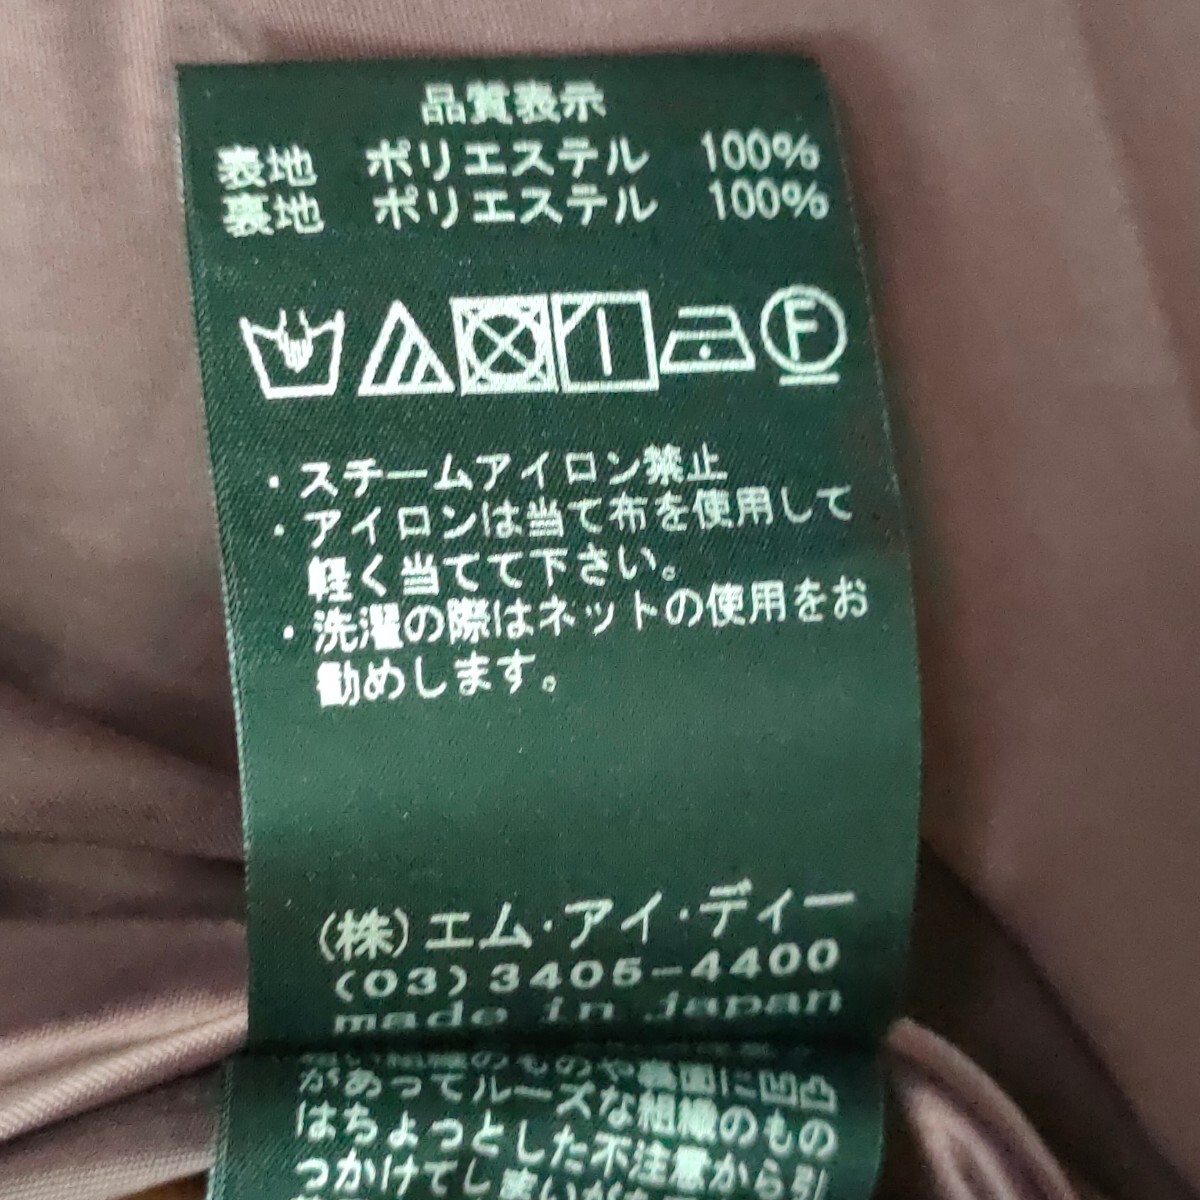 品質表示
表地 ポリエステル 100%
裏地 ポリエステル 100%
F
・スチームアイロン禁止
・アイロンは当て布を使用して
軽く当てて下さい。
・洗濯の際はネットの使用をお
勧めします。
(株)エム・アイ・ディー
(03)3405-4400
made in japan
組織のものや裏面に凹凸
があってルーズな組織のもの
はちょっとした不注意から引
つかけてし